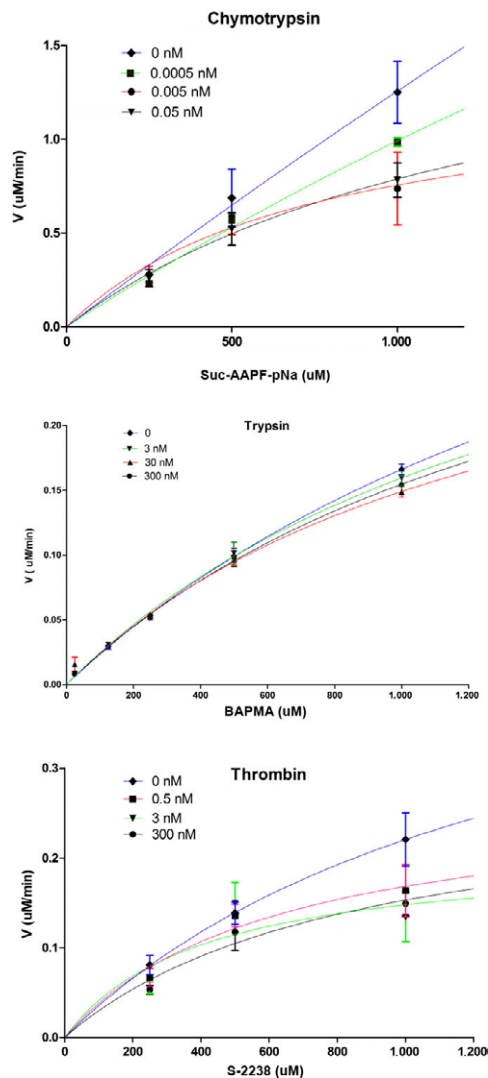 Chymotrypsin
0 nM
0.0005 nM
0.005 nM
0.05 nM
V (uM/min)
1.5
1.0
0.5
0.0
0 500 1.000
Suc-AAPF-pNa (uM)
Trypsin
0
3 nM
30 nM
300 nM
V ( uM/min)
0.20
0.15
0.10
0.05
0.00
0 200 400 600 800 1.000 1.200
BAPMA (uM)
Thrombin
0 nM
0.5 nM
3 nM
300 nM
V (uM/min)
0.3
0.2
0.1
0.0
0 200 400 600 800 1.000 1.200
S-2238 (uM)